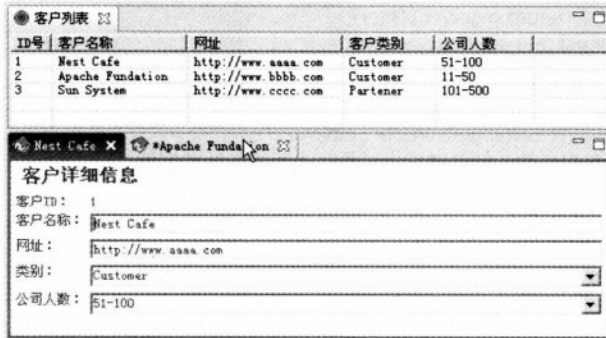 客户列表
ID号 客户名称 网址 客户类别 公司人数
1 Nest Cafe http://www.aaaa.com Customer 51-100
2 Apache Fundation http://www.bbbb.com Customer 11-50
3 Sun System http://www.cccc.com Partener 101-500
Nest Cafe *Apache Fundation
客户详细信息
客户ID： 1
客户名称： Nest Cafe
网址： http://www.aaaa.com
类别： Customer
公司人数： 51-100